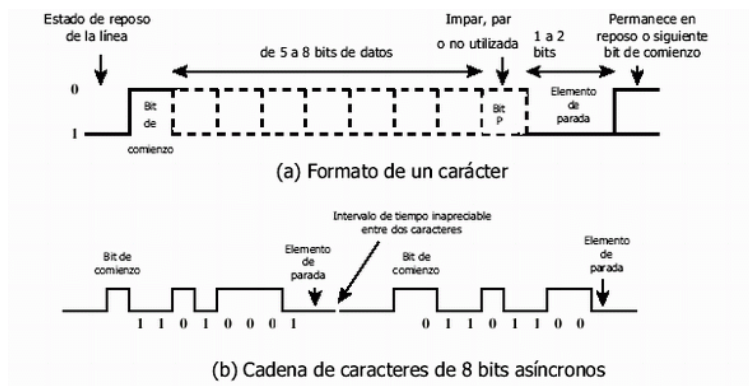 Estado de reposo
de la línea
de 5 a 8 bits de datos
Impar, par
o no utilizada
1 a 2
bits
Permanece en
reposo o siguiente
bit de comienzo
0
1
Bit
de
comienzo
Bit
P
Elemento
de
parada
(a) Formato de un carácter
Intervalo de tiempo inapreciable
entre dos caracteres
Bit de
comienzo
Elemento
de
parada
Bit de
comienzo
Elemento
de
parada
1 1 0 1 0 0 0 1
0 1 1 0 1 1 0 0
(b) Cadena de caracteres de 8 bits asíncronos